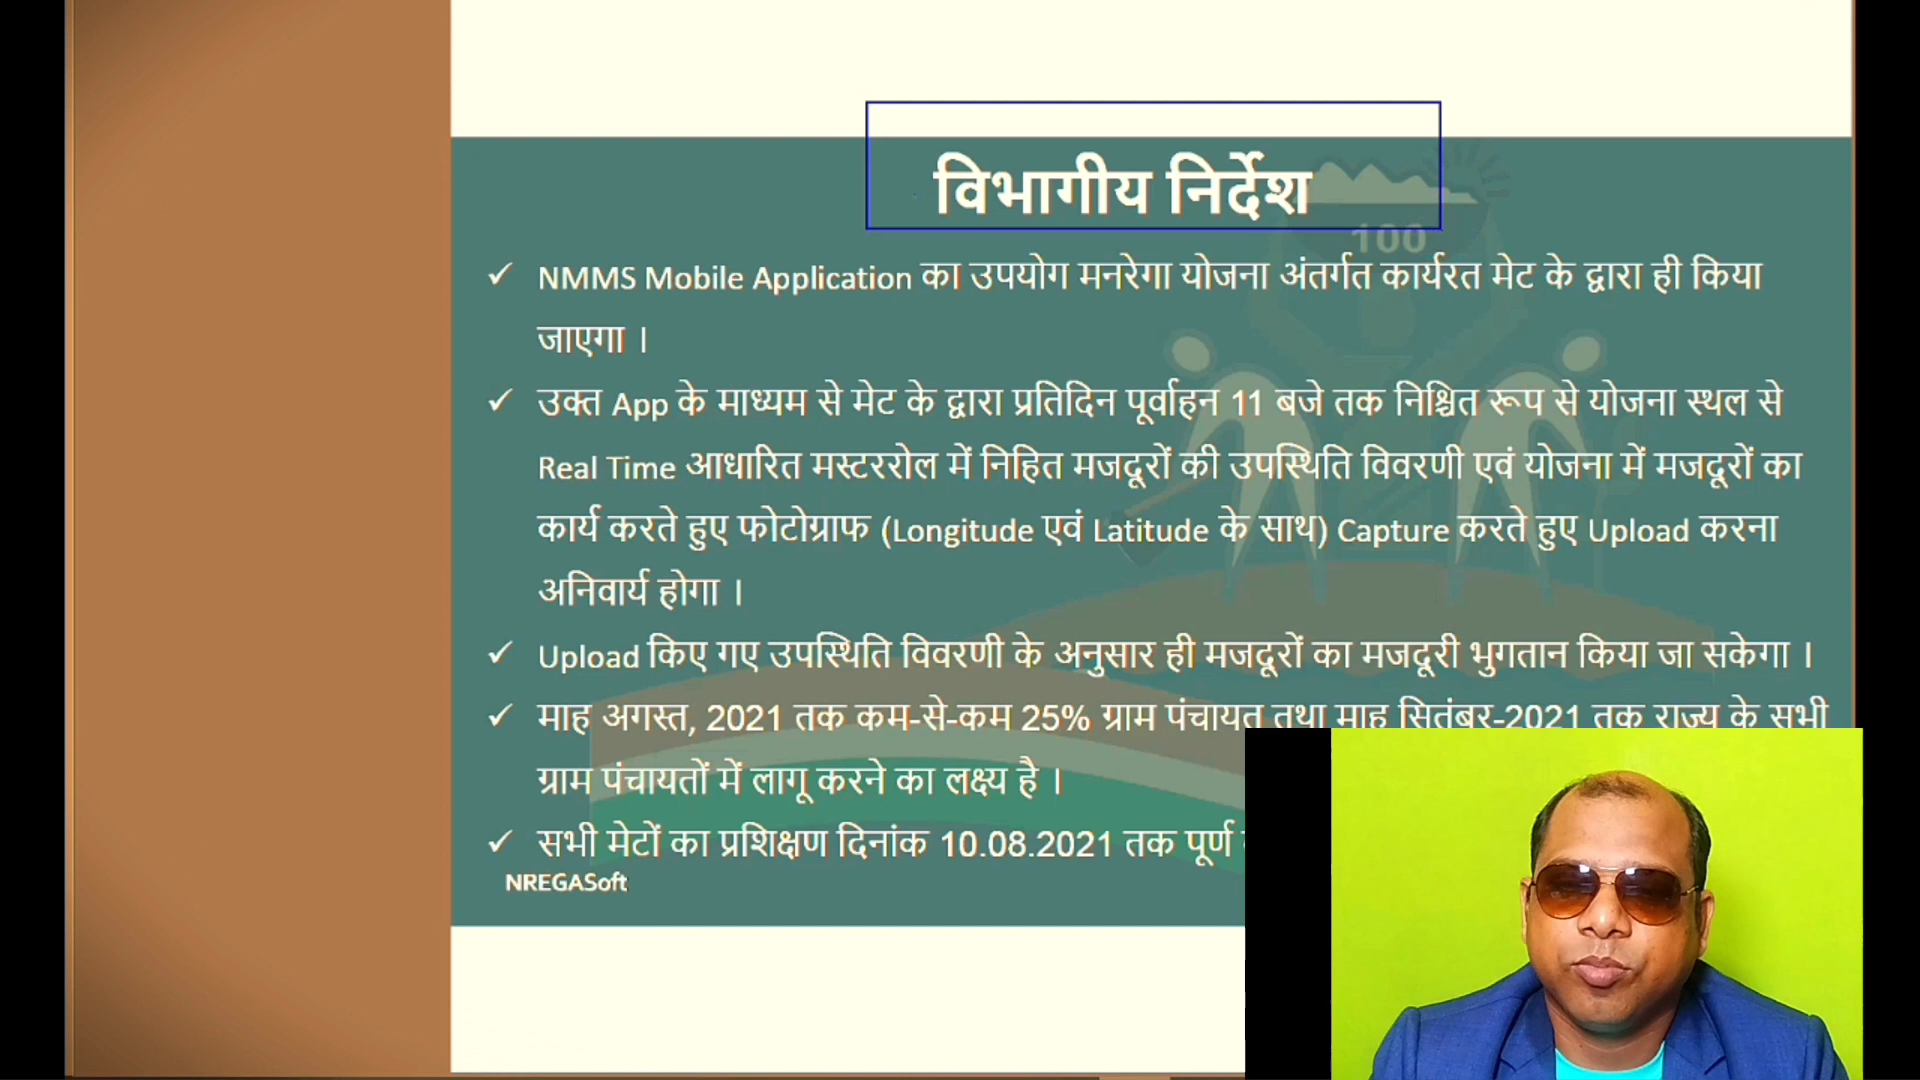 विभागीय निर्देश
100
✓ NMMS Mobile Application का उपयोग मनरेगा योजना अंतर्गत कार्यरत मेट के द्वारा ही किया
जाएगा ।
✓ उक्त App के माध्यम से मेट के द्वारा प्रतिदिन पूर्वाहन 11 बजे तक निश्चित रूप से योजना स्थल से
Real Time आधारित मस्टररोल में निहित मजदूरों की उपस्थिति विवरणी एवं योजना में मजदूरों का
कार्य करते हुए फोटोग्राफ (Longitude एवं Latitude के साथ) Capture करते हुए Upload करना
अनिवार्य होगा ।
✓ Upload किए गए उपस्थिति विवरणी के अनुसार ही मजदूरों का मजदूरी भुगतान किया जा सकेगा ।
✓ माह अगस्त, 2021 तक कम-से-कम 25% ग्राम पंचायत तथा माह सितंबर-2021 तक राज्य के सभी
ग्राम पंचायतों में लागू करने का लक्ष्य है ।
✓ सभी मेटों का प्रशिक्षण दिनांक 10.08.2021 तक पूर्ण
NREGASoft